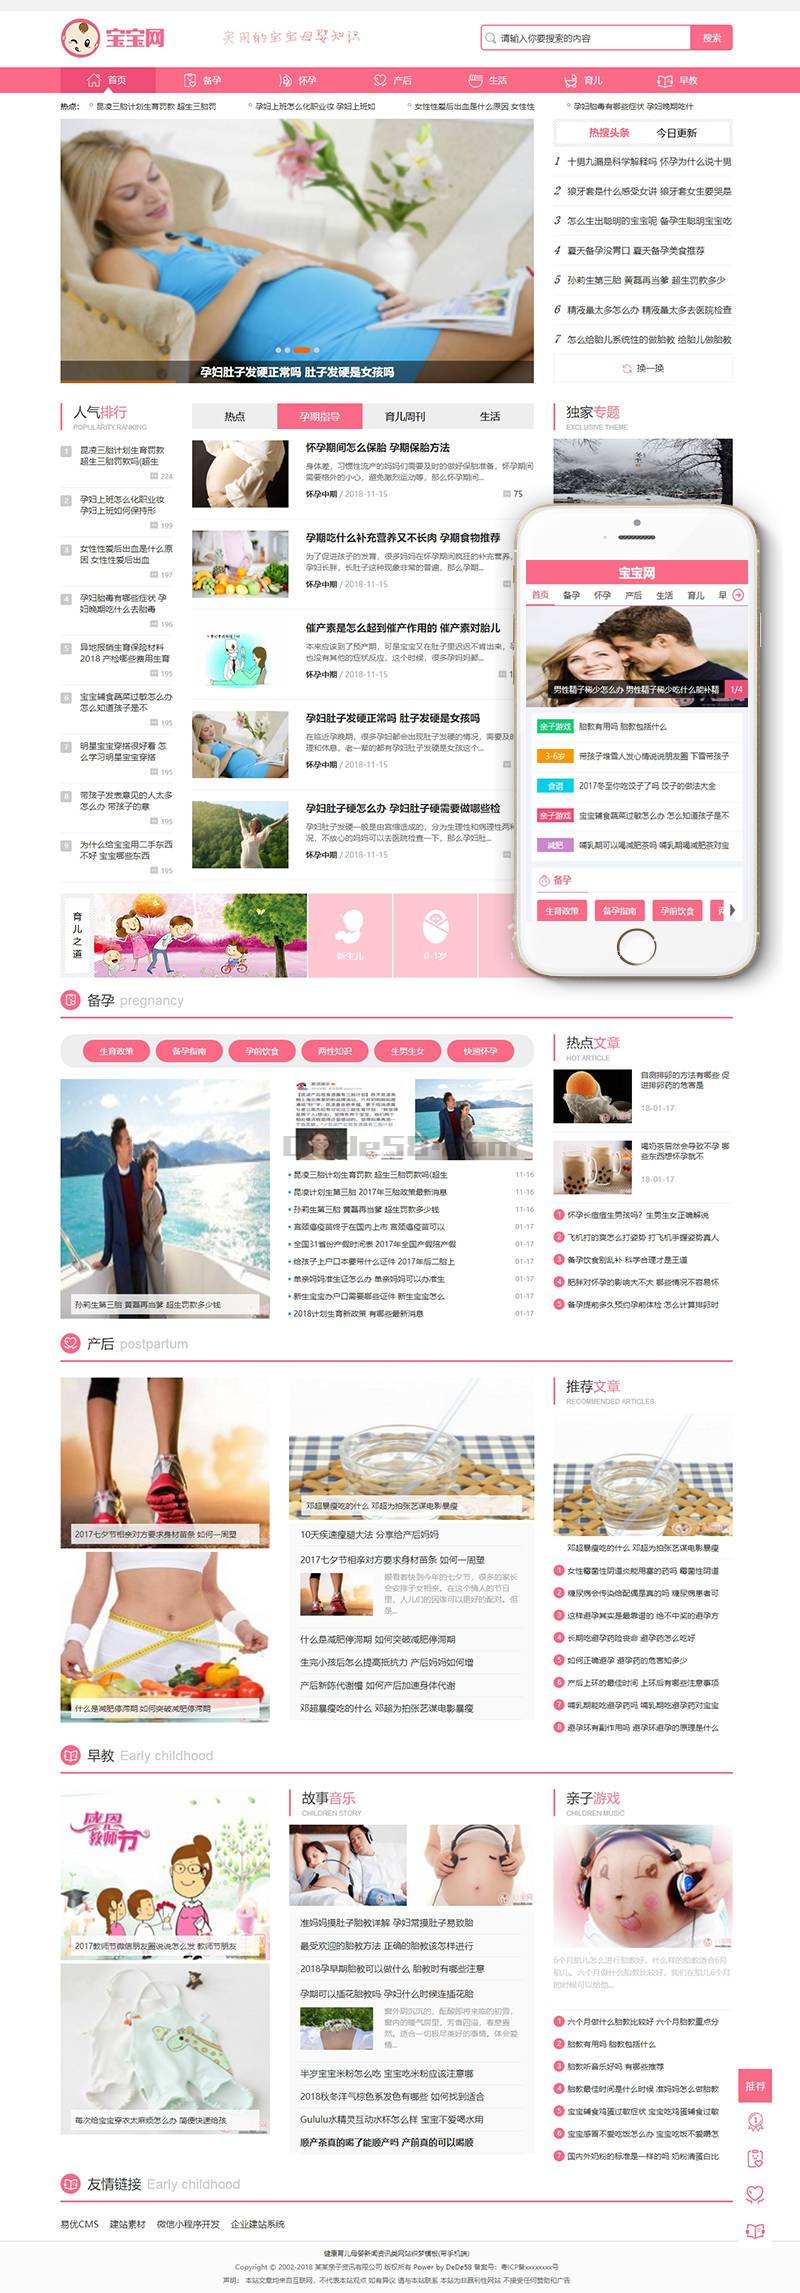 宝宝网
实用的宝宝母婴知识
请输入你要搜索的内容
搜索
首页
备孕
怀孕
产后
生活
育儿
早教
热点:
昆凌三胎计划生育罚款 超生三胎罚
孕妇上班怎么化职业妆 孕妇上班如
女性性爱后出血是什么原因 女性性
孕妇胎毒有哪些症状 孕妇晚期吃什
孕妇肚子发硬正常吗 肚子发硬是女孩吗
热搜头条
今日更新
1 十男九漏是科学解释吗 怀孕为什么说十男
2 狼牙套是什么感受女讲 狼牙套女生要哭是
3 怎么生出聪明的宝宝呢 备孕生聪明宝宝吃
4 夏天备孕没胃口 夏天备孕美食推荐
5 孙莉生第三胎 黄磊再当爹 超生罚款多少
6 精液量太多怎么办 精液量太多去医院检查
7 怎么给胎儿系统性的做胎教 给胎儿做胎教
换一换
人气排行
POPULARITY RANKING
1 昆凌三胎计划生育罚款
超生三胎罚款吗(超生
224
2 孕妇上班怎么化职业妆
孕妇上班如何保持形
199
3 女性性爱后出血是什么原
因 女性性爱后出血
197
4 孕妇胎毒有哪些症状 孕
妇晚期吃什么去胎毒
196
5 异地报销生育保险材料
2018 产检哪些费用生育
195
6 宝宝辅食蔬菜过敏怎么办
怎么知道孩子是不
195
7 明星宝宝穿搭很好看 怎
么学习明星宝宝穿搭
195
8 带孩子发表意见的人太多
怎么办 带孩子的意
195
9 为什么给宝宝用二手东西
不好 宝宝哪些东西
195
热点
孕期指导
育儿周刊
生活
怀孕期间怎么保胎 孕期保胎方法
身体差，习惯性流产的妈妈们需要及时的做好保胎准备，怀孕期间
需要格外的小心，避免激烈运动等，那么怀孕期间...
怀孕中期 / 2018-11-15
75
孕期吃什么补充营养又不长肉 孕期食物推荐
为了促进孩子的发育，很多妈妈在怀孕期间疯狂的补充营养，
孕妇长胖，长肚子这种现象非常的普遍，那么孕期...
怀孕中期 / 2018-11-15
催产素是怎么起到催产作用的 催产素对胎儿
本来应该到了预产期，可是宝宝又在肚子里迟迟不肯出来，
也没有其他的症状反应，这个时候，很多妈妈都...
怀孕中期 / 2018-11-15
孕妇肚子发硬正常吗 肚子发硬是女孩吗
在临近孕晚期，很多孕妇都会出现肚子发硬的情况，需要及
理和休息，老一辈的都有孕妇肚子发硬是女孩这个...
怀孕中期 / 2018-11-15
孕妇肚子硬怎么办 孕妇肚子硬需要做哪些检
孕妇肚子发硬一般是由宫缩造成的，分为生理性和病理性两
况，不放心的妈妈可以去医院检查一下，那么孕妇肚...
怀孕中期 / 2018-11-15
独家专题
EXCLUSIVE THEME
冬至
宝宝网
首页 备孕 怀孕 产后 生活 育儿 早
男性精子稀少怎么办 男性精子稀少吃什么能补精
1/4
亲子游戏 胎教有用吗 胎教包括什么
3-6岁 带孩子堆雪人发心情说说朋友圈 下雪带孩子
食谱 2017冬至你吃饺子了吗 饺子的做法大全
亲子游戏 宝宝辅食蔬菜过敏怎么办 怎么知道孩子是不
减肥 哺乳期可以喝减肥茶吗 哺乳期喝减肥茶对宝
备孕
生育政策
备孕指南
孕前饮食
育儿之道
新生儿
0-1岁
备孕 pregnancy
生育政策
备孕指南
孕前饮食
两性知识
生男生女
快速怀孕
孙莉生第三胎 黄磊再当爹 超生罚款多少钱
昆凌三胎计划生育罚款 超生三胎罚款吗(超生 11-16
昆凌计划生第三胎 2017年三胎政策最新消息 11-16
孙莉生第三胎 黄磊再当爹 超生罚款多少钱 11-16
宫颈癌疫苗终于在国内上市 宫颈癌疫苗可以 01-17
全国31省份产假时间表 2017年全国产假陪产假 01-17
给孩子上户口本要带什么证件 2017年后二胎上 01-17
单亲妈妈准生证怎么办 单亲妈妈可以办准生 01-17
新生宝宝办户口需要哪些证件 新生宝宝怎么 01-17
2018计划生育新政策 有哪些最新消息 01-17
热点文章
HOT ARTICLE
自测排卵的方法有哪些 促
进排卵药的危害是
18-01-17
喝奶茶居然会导致不孕 哪
些东西想怀孕就不
18-01-17
1 怀孕长痘痘生男孩吗？生男生女正确解说
2 飞机打的爽怎么打姿势 打飞机手握姿势真人
3 备孕饮食别乱补 科学合理才是王道
4 肥胖对怀孕的影响大不大 哪些情况不容易怀
5 备孕提前多久预约孕前体检 怎么计算排卵时
产后 postpartum
2017七夕节相亲对方要求身材苗条 如何一周塑
什么是减肥停滞期 如何突破减肥停滞期
邓超暴瘦吃的什么 邓超为拍张艺谋电影暴瘦
10天疾速瘦腿大法 分享给产后妈妈
2017七夕节相亲对方要求身材苗条 如何一周塑
眼看着快到今年的七夕节，很多的家长
会安排子女相亲。在这个情人的节日
里，人儿们的因缘可以更好的配对。但
是...
什么是减肥停滞期 如何突破减肥停滞期
生完小孩后怎么提高抵抗力 产后妈妈如何增
产后新陈代谢慢 如何产后加速身体代谢
邓超暴瘦吃的什么 邓超为拍张艺谋电影暴瘦
推荐文章
RECOMMENDED ARTICLES
邓超暴瘦吃的什么 邓超为拍张艺谋电影暴瘦
1 女性霉菌性阴道炎能用塞的药吗 霉菌性阴道
2 糖尿病会传染给配偶是真的吗 糖尿病患者可
3 这样避孕其实是最靠谱的 绝不中奖的避孕方
4 长期吃避孕药险丧命 避孕药怎么吃好
5 如何正确避孕 避孕药的危害知多少
6 产后上环的最佳时间 上环后有哪些注意事项
7 哺乳期能吃避孕药吗 哺乳期吃避孕药对宝宝
8 避孕环有副作用吗 避孕环避孕的原理是什么
早教 Early childhood
感恩教师节
2017教师节微信朋友圈说说怎么发 教师节朋友
每次给宝宝穿衣太麻烦怎么办 简便快速给孩
故事音乐
CHILDREN STORY
准妈妈摸肚子胎教详解 孕妇常摸肚子易致胎
最受欢迎的胎教方法 正确的胎教该怎样进行
2018孕早期胎教可以做什么 胎教时有哪些注意
孕期可以插花胎教吗 孕妇什么时候连插花胎
窗外阴沉沉的，酝酿即将来临的初雪，
窗内的暖气房里，芳香四溢，春意盎
然。适合一切极尽美好的事情。体会爱
情...
半岁宝宝米粉怎么吃 宝宝吃米粉应该注意哪
2018秋冬洋气棕色系发色有哪些 如何找到适合
Gululu水精灵互动水杯怎么样 宝宝不爱喝水用
顺产茶真的喝了能顺产吗 产前真的可以喝顺
亲子游戏
CHILDREN MUSIC
6个月胎儿怎么进行胎教好，什么样的胎教适合6月
胎儿。六个月做什么胎教比较好，我们在胎儿6个月
的时候可以给他...
1 六个月做什么胎教比较好 六个月胎教重点分
2 胎教有用吗 胎教包括什么
3 胎教听音乐好吗 有哪些推荐
4 胎教最佳时间是什么时候 准妈妈怎么做胎教
5 宝宝辅食鸡蛋过敏症状 宝宝吃鸡蛋辅食过敏
6 宝宝感冒不爱吃饭怎么办 宝宝吃饭不爱嚼怎
7 国内外奶粉的标准是一样的吗 奶粉清蛋白比
推荐
友情链接 Early childhood
易优CMS 建站素材 微信小程序开发 企业建站系统
健康育儿母婴新闻资讯类网站织梦模板(带手机端)
Copyright © 2002-2018 某某亲子资讯有限公司 版权所有 Power by DeDe58 备案号：粤ICP备xxxxxxxx号
声明： 本站文章均来自互联网，不代表本站观点 如有异议 请与本站联系 本站为非赢利性网站 不接受任何赞助和广告